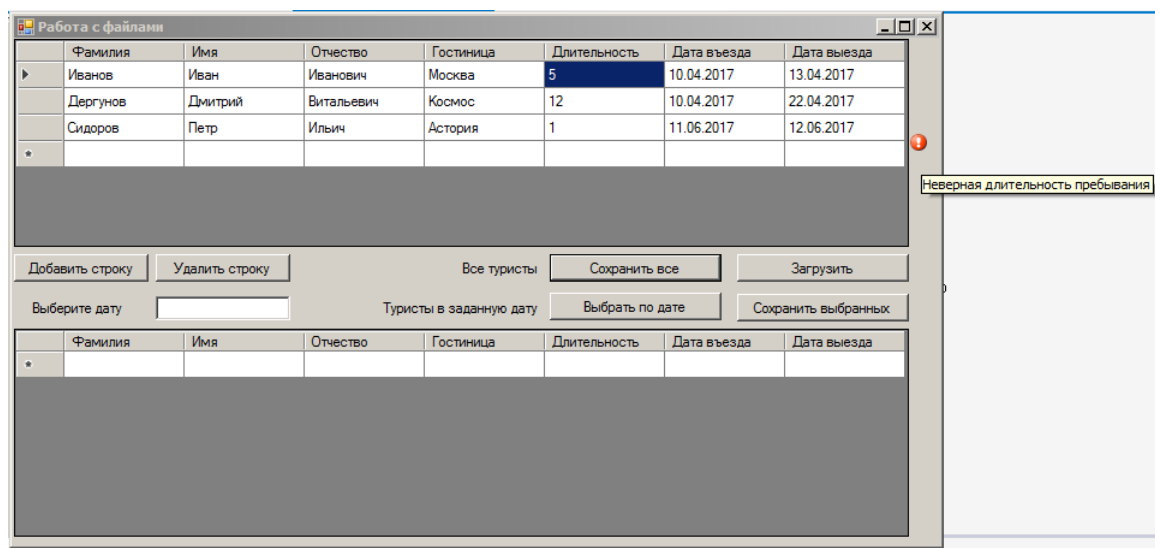 Работа с файлами
Фамилия Имя Отчество Гостиница Длительность Дата въезда Дата выезда
Иванов Иван Иванович Москва 5 10.04.2017 13.04.2017
Дергунов Дмитрий Витальевич Космос 12 10.04.2017 22.04.2017
Сидоров Петр Ильич Астория 1 11.06.2017 12.06.2017
Неверная длительность пребывания
Добавить строку Удалить строку Все туристы Сохранить все Загрузить
Выберите дату Туристы в заданную дату Выбрать по дате Сохранить выбранных
Фамилия Имя Отчество Гостиница Длительность Дата въезда Дата выезда